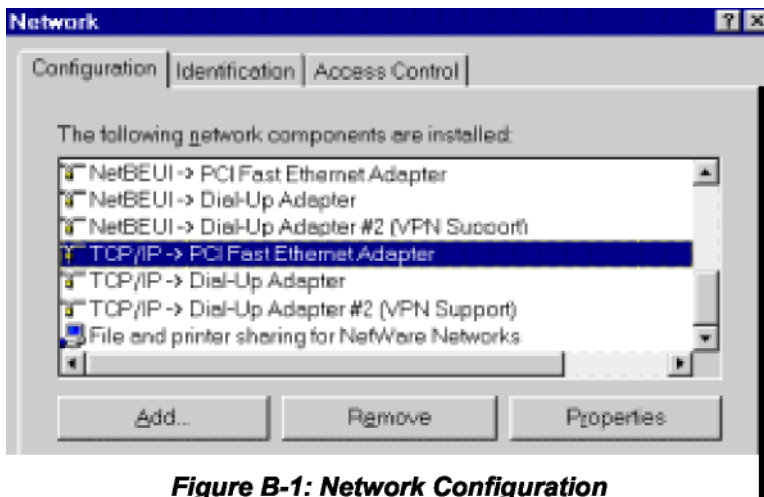 Network
Configuration Identification Access Control
The following network components are installed:
NetBEUI -> PCI Fast Ethernet Adapter
NetBEUI -> Dial-Up Adapter
NetBEUI -> Dial-Up Adapter #2 (VPN Support)
TCP/IP -> PCI Fast Ethernet Adapter
TCP/IP -> Dial-Up Adapter
TCP/IP -> Dial-Up Adapter #2 (VPN Support)
File and printer sharing for NetWare Networks
Add... Remove Properties
Figure B-1: Network Configuration